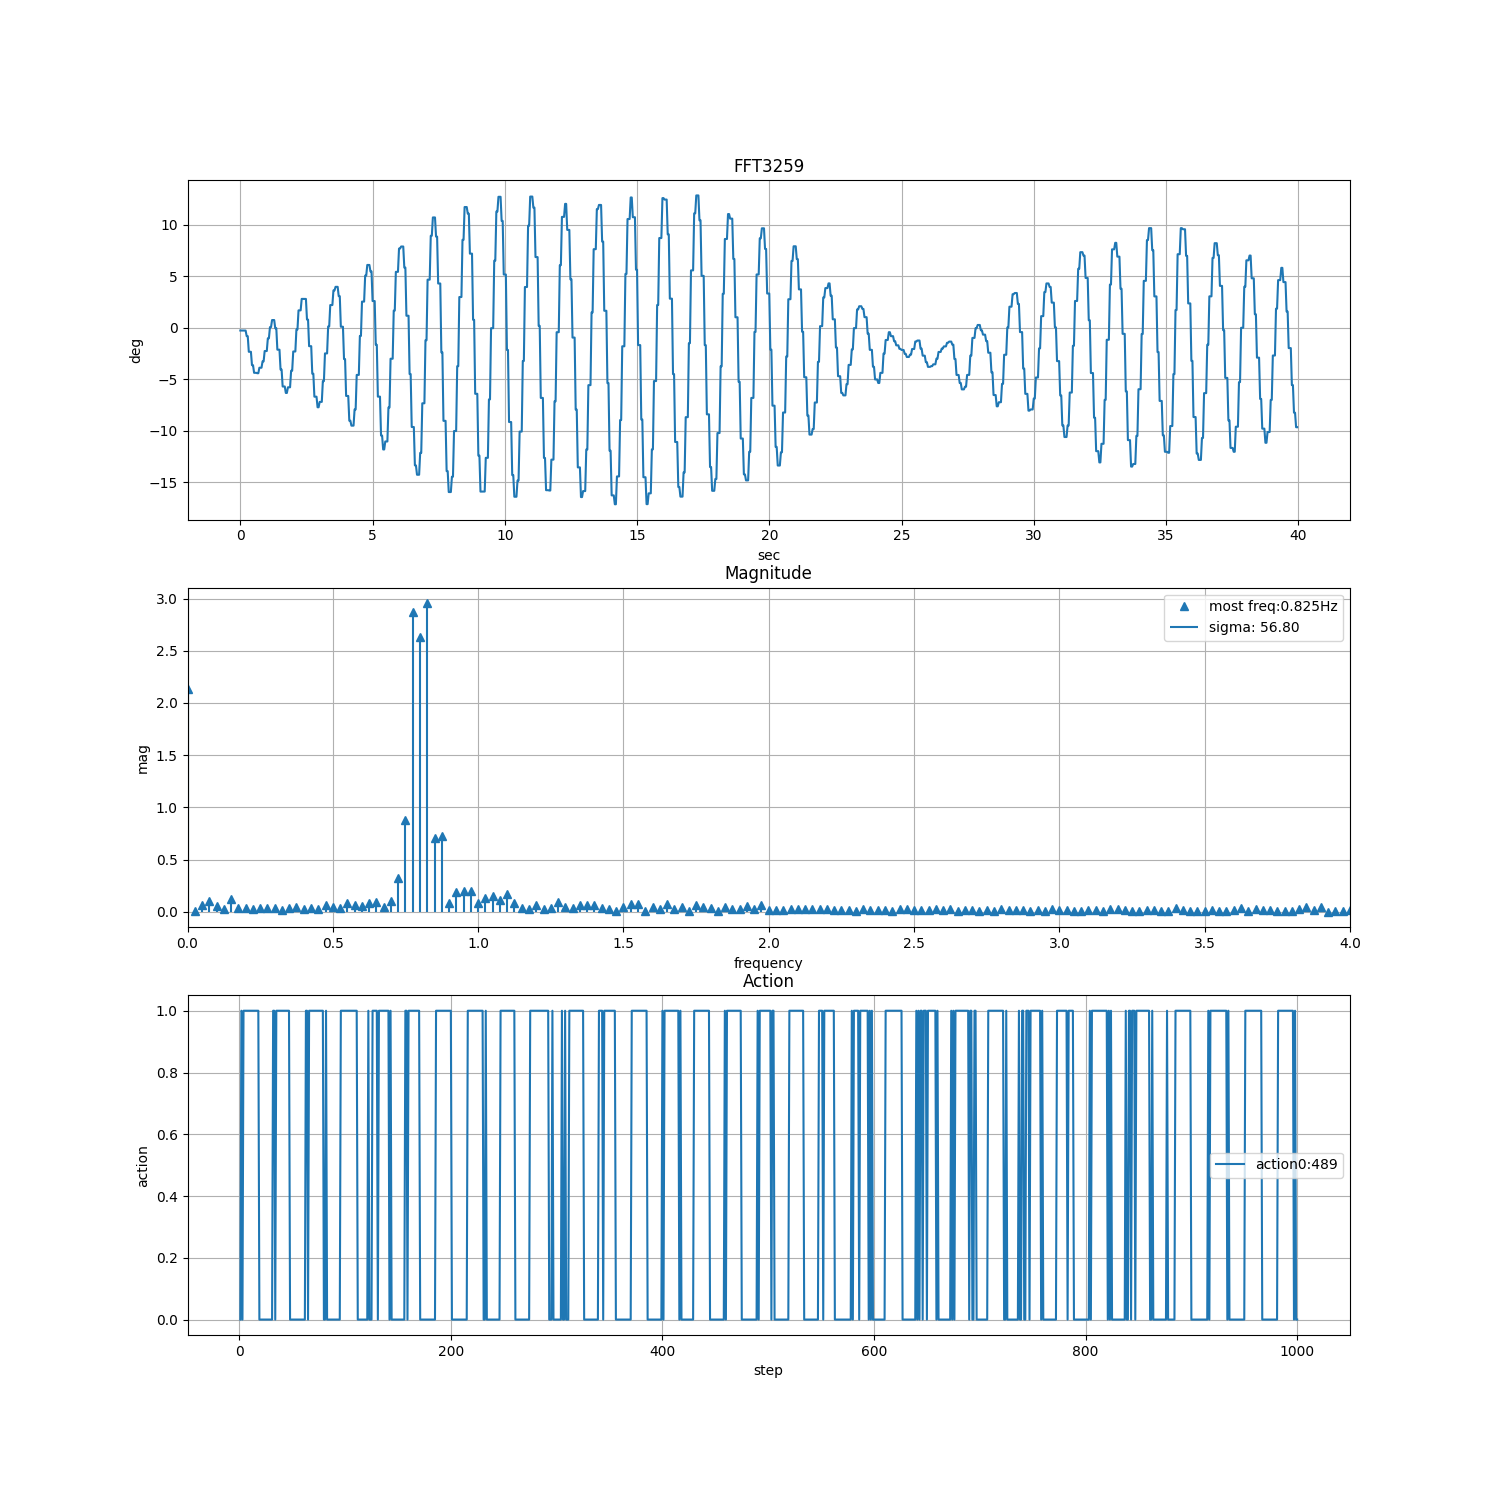 FFT3259
10
5
0
−5
−10
−15
deg
0 5 10 15 20 25 30 35 40
sec
Magnitude
3.0
2.5
2.0
1.5
1.0
0.5
0.0
mag
most freq:0.825Hz
sigma: 56.80
0.0 0.5 1.0 1.5 2.0 2.5 3.0 3.5 4.0
frequency
Action
1.0
0.8
0.6
0.4
0.2
0.0
action
action0:489
0 200 400 600 800 1000
step